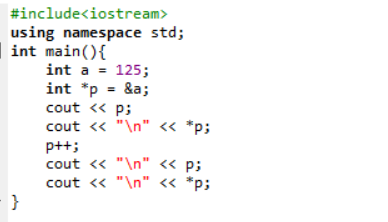 #include<iostream>
using namespace std;
int main(){
    int a = 125;
    int *p = &a;
    cout << p;
    cout << "\n" << *p;
    p++;
    cout << "\n" << p;
    cout << "\n" << *p;
}